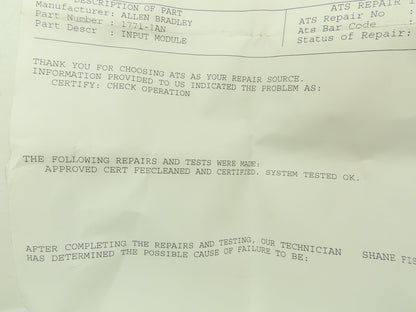 DESCRIPTION OF PART
Manufacturer: ALLEN BRADLEY
Part Number : 1771-IAN
Part Descr : INPUT MODULE
ATS REPAIR
ATS Repair No :
Ats Bar Code :
Status of Repair:
THANK YOU FOR CHOOSING ATS AS YOUR REPAIR SOURCE.
INFORMATION PROVIDED TO US INDICATED THE PROBLEM AS:
CERTIFY: CHECK OPERATION
THE FOLLOWING REPAIRS AND TESTS WERE MADE:
APPROVED CERT FEECLEANED AND CERTIFIED. SYSTEM TESTED OK.
AFTER COMPLETING THE REPAIRS AND TESTING, OUR TECHNICIAN SHANE
HAS DETERMINED THE POSSIBLE CAUSE OF FAILURE TO BE: